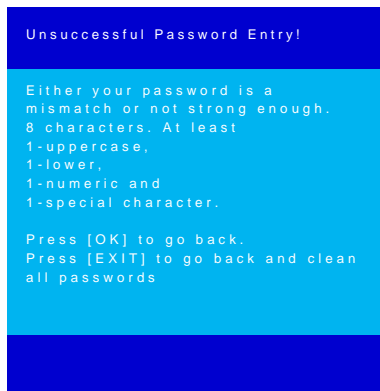 Unsuccessful Password Entry!
Either your password is a
mismatch or not strong enough.
8 characters. At least
1-uppercase,
1-lower,
1-numeric and
1-special character.
Press [OK] to go back.
Press [EXIT] to go back and clean
all passwords